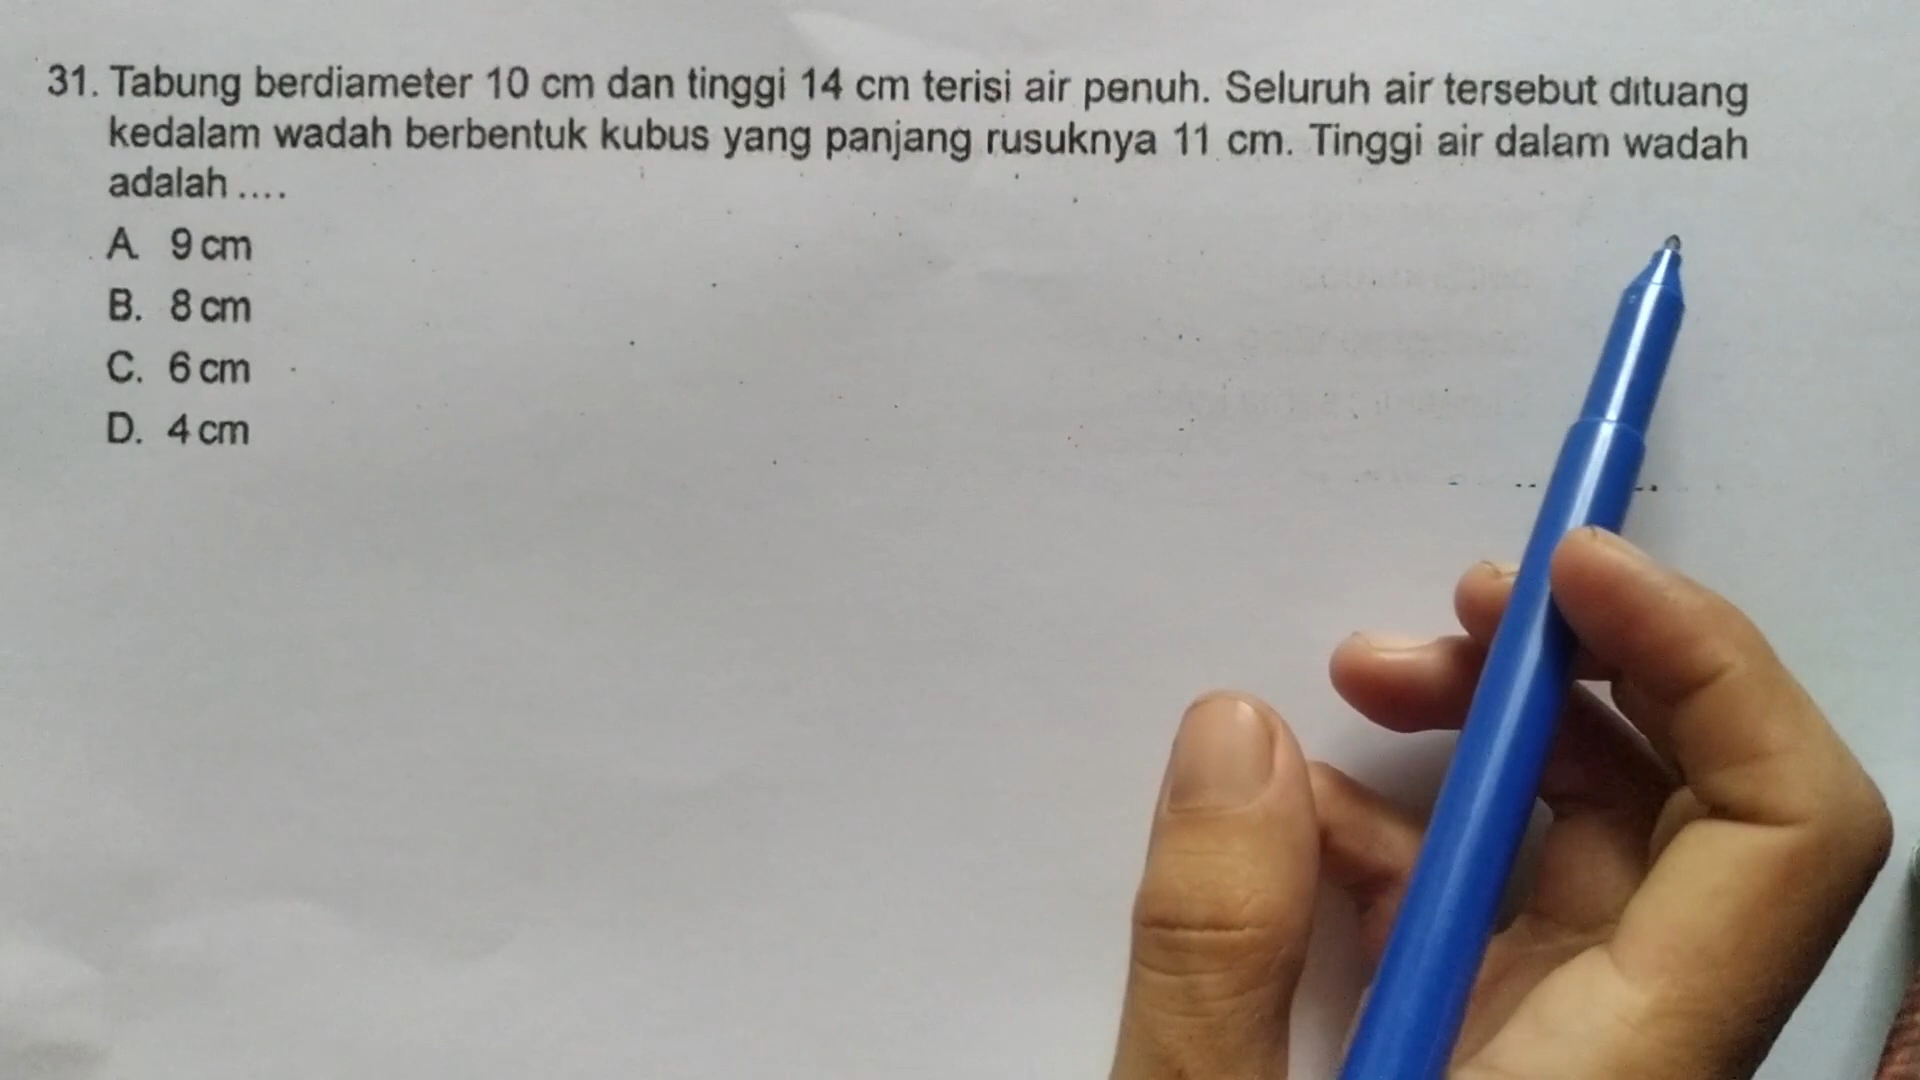 31. Tabung berdiameter 10 cm dan tinggi 14 cm terisi air penuh. Seluruh air tersebut dituang
kedalam wadah berbentuk kubus yang panjang rusuknya 11 cm. Tinggi air dalam wadah
adalah ....
A. 9 cm
B. 8 cm
C. 6 cm
D. 4 cm